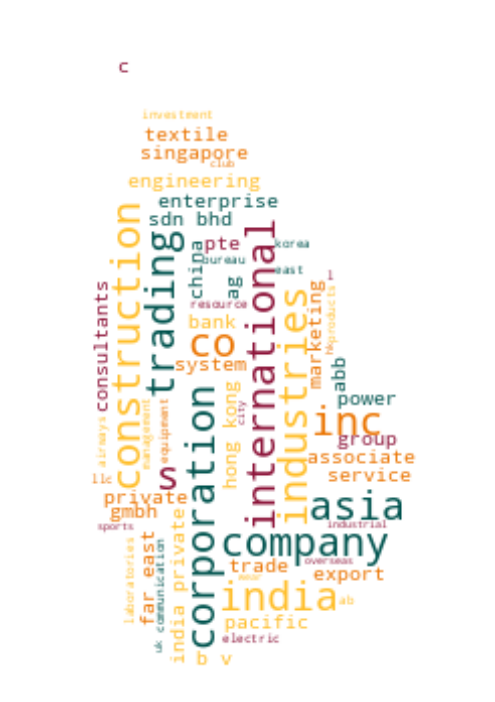 c
investment
textile
singapore
club
engineering
enterprise
sdn bhd
construction
trading
international
pte
korea
china
bureau
east
ag
resource
l
consultants
industries
marketing
products
hk
bank
co
system
abb
power
corporation
hong kong
city
inc
group
airways
management
equipment
associate
service
llc
s
private
gmbh
asia
sports
industrial
company
india private
laboratories
far east
communication
uk
trade
overseas
export
wear
india
ab
pacific
electric
b v